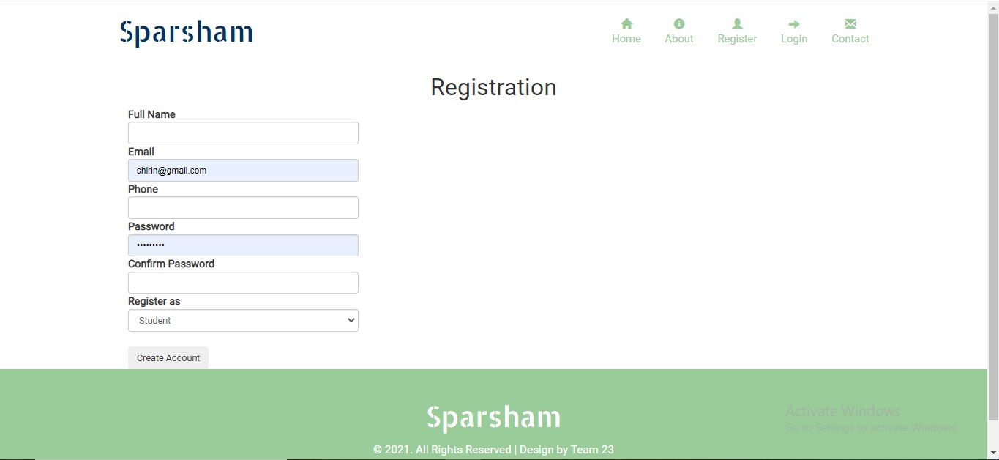 Sparsham
Home About Register Login Contact
Registration
Full Name
Email
shirin@gmail.com
Phone
Password
•••••••••
Confirm Password
Register as
Student
Create Account
Sparsham
Activate Windows
Go to Settings to activate Windows.
© 2021. All Rights Reserved | Design by Team 23